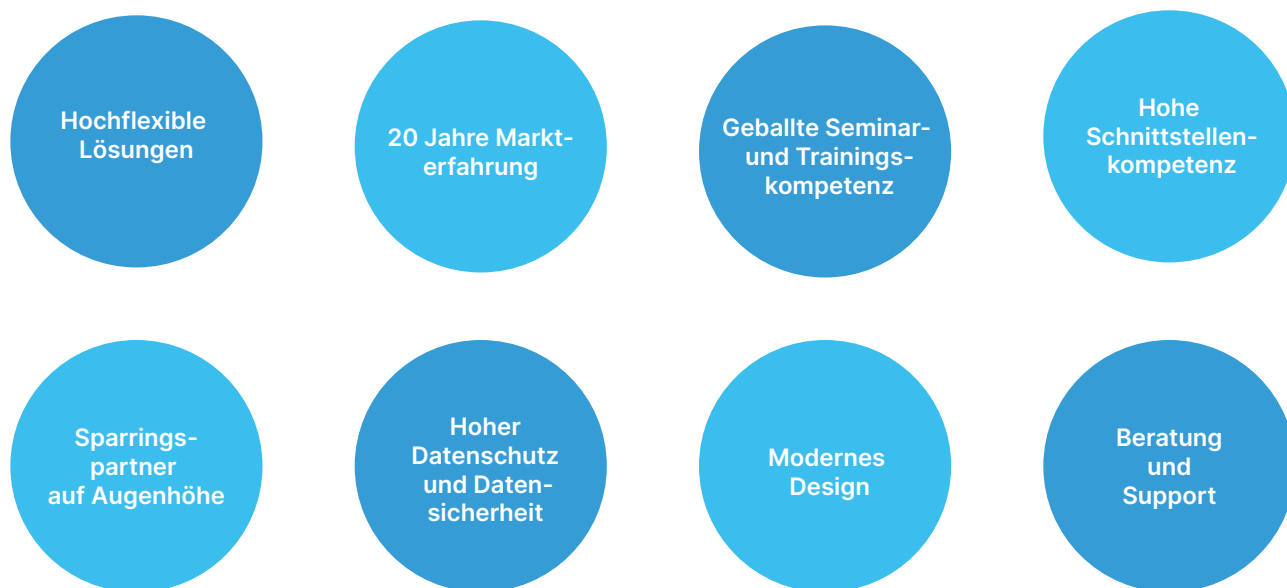 Hochflexible
Lösungen
20 Jahre Markt-
erfahrung
Geballte Seminar-
und Trainings-
kompetenz
Hohe
Schnittstellen-
kompetenz
Sparrings-
partner
auf Augenhöhe
Hoher
Datenschutz
und Daten-
sicherheit
Modernes
Design
Beratung
und
Support